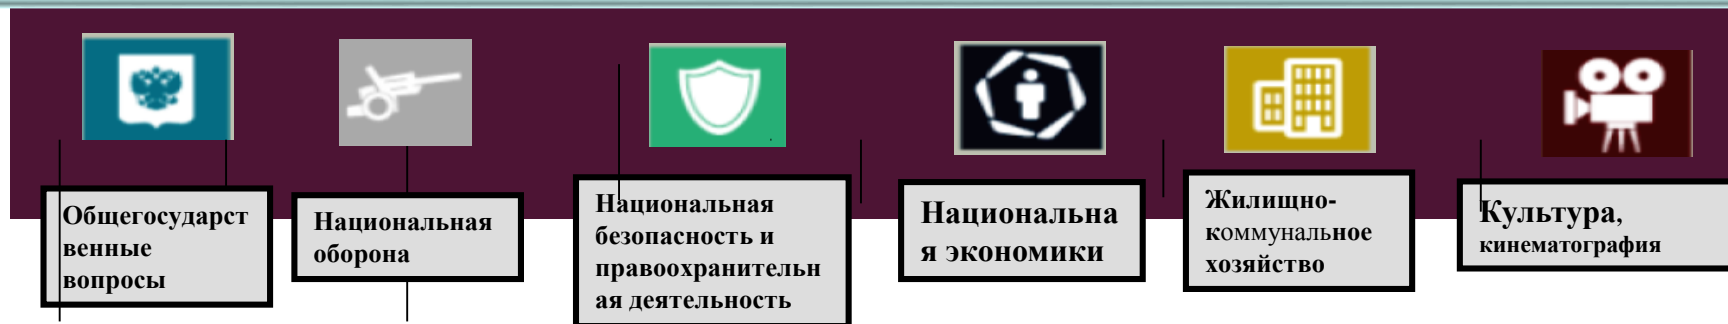 Общегосударст
венные
вопросы
Национальная
оборона
Национальная
безопасность и
правоохранительн
ая деятельность
Национальна
я экономики
Жилищно-
коммунальное
хозяйство
Культура,
кинематография